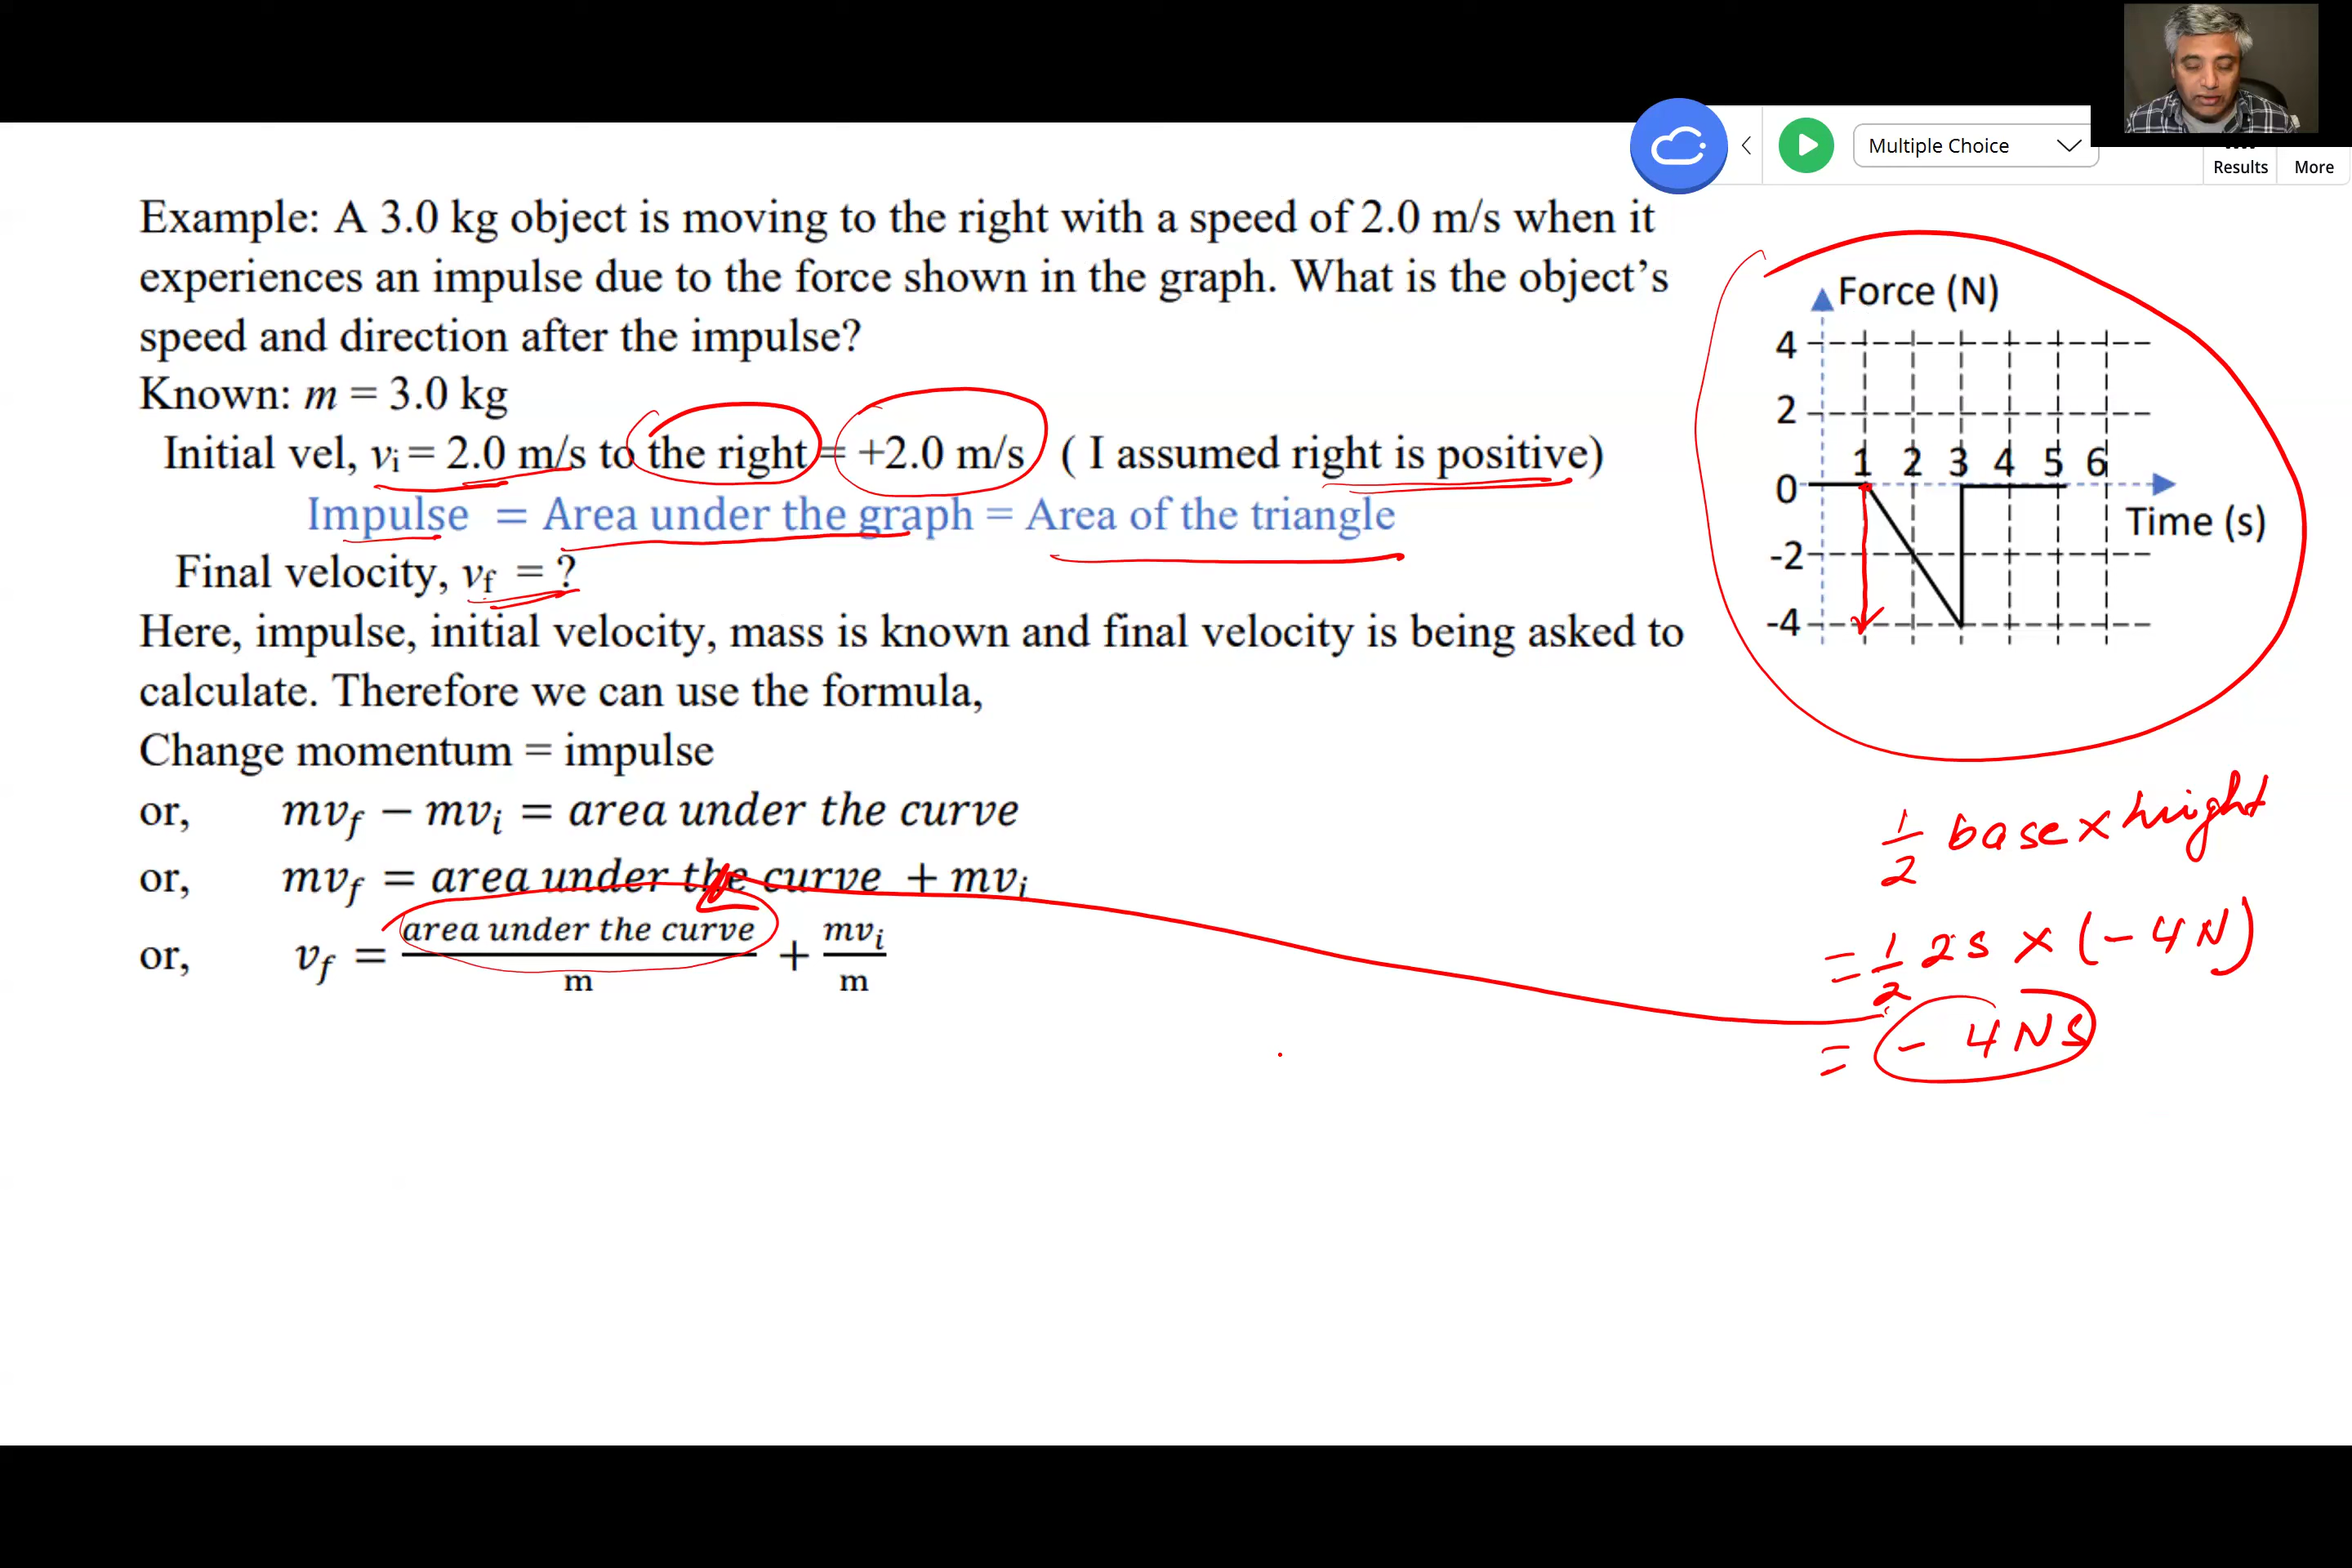 Multiple Choice
Results
More
Example: A 3.0 kg object is moving to the right with a speed of 2.0 m/s when it
experiences an impulse due to the force shown in the graph. What is the object's
speed and direction after the impulse?
Known: m = 3.0 kg
Initial vel, vi = 2.0 m/s to the right = +2.0 m/s ( I assumed right is positive)
Impulse = Area under the graph = Area of the triangle
Final velocity, vf = ?
Here, impulse, initial velocity, mass is known and final velocity is being asked to
calculate. Therefore we can use the formula,
Change momentum = impulse
or, mvf − mvi = area under the curve
or, mvf = area under the curve + mvi
or, vf = area under the curve/m + mvi/m
Force (N)
4
2
1 2 3 4 5 6
0
Time (s)
-2
-4
1/2 base × hight
= 1/2 2s × (-4N)
= - 4 NS